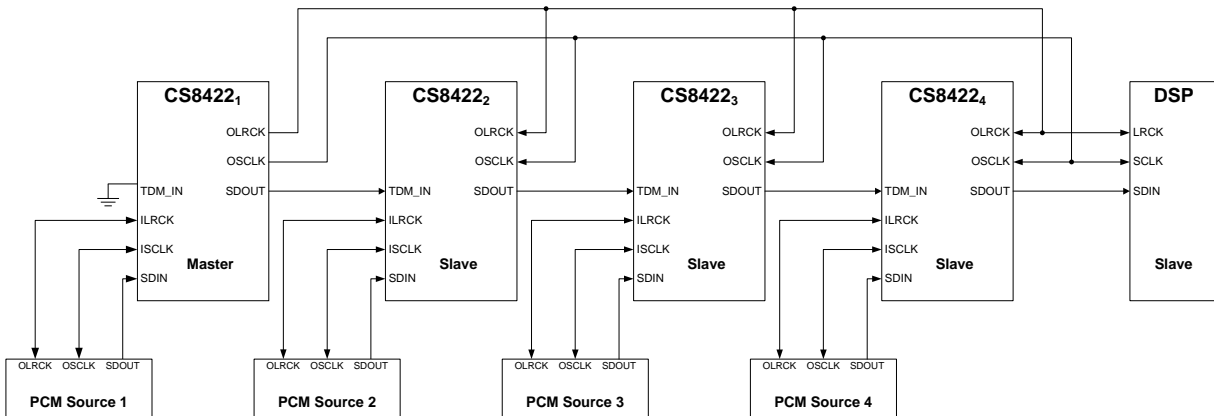 CS8422₁
OLRCK
OSCLK
TDM_IN
SDOUT
ILRCK
ISCLK
Master
SDIN
CS8422₂
OLRCK
OSCLK
TDM_IN
SDOUT
ILRCK
ISCLK
Slave
SDIN
CS8422₃
OLRCK
OSCLK
TDM_IN
SDOUT
ILRCK
ISCLK
Slave
SDIN
CS8422₄
OLRCK
OSCLK
TDM_IN
SDOUT
ILRCK
ISCLK
Slave
SDIN
DSP
LRCK
SCLK
SDIN
Slave
OLRCK OSCLK SDOUT
PCM Source 1
OLRCK OSCLK SDOUT
PCM Source 2
OLRCK OSCLK SDOUT
PCM Source 3
OLRCK OSCLK SDOUT
PCM Source 4